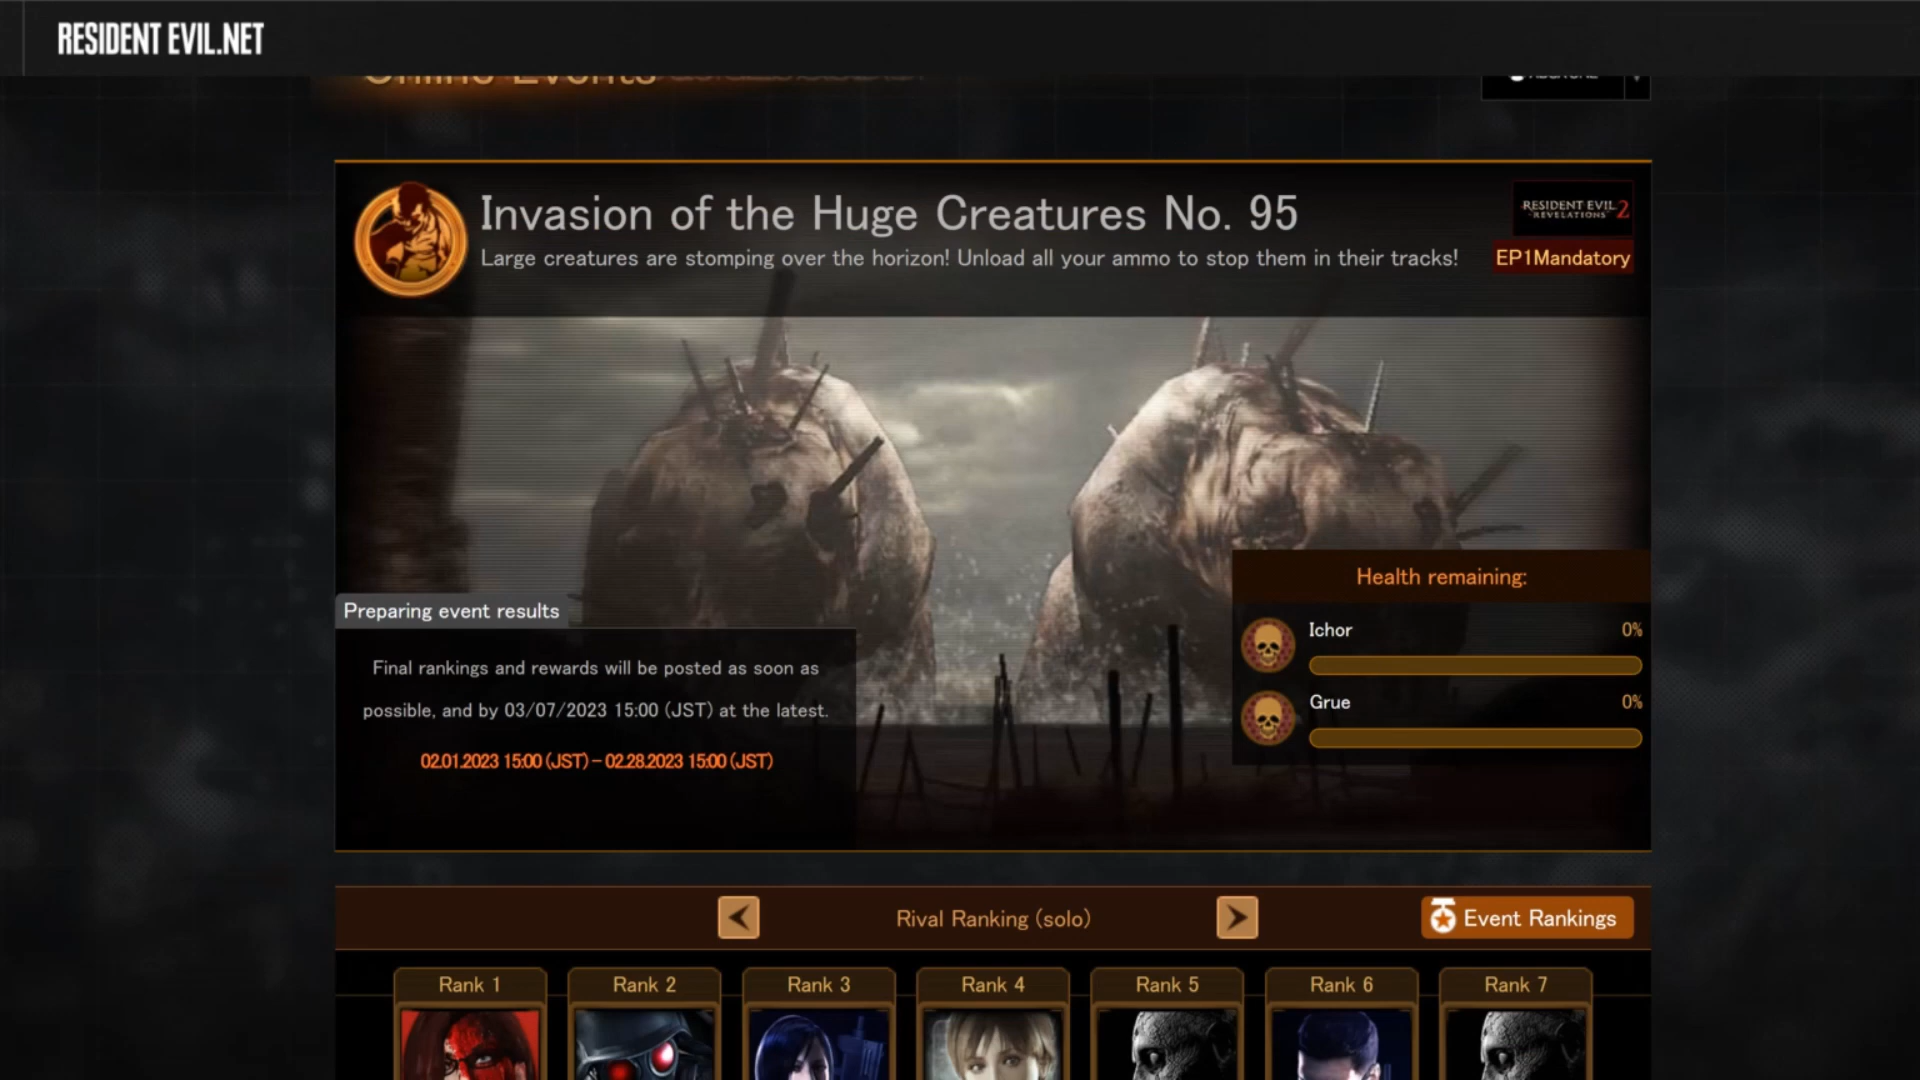 RESIDENT EVIL.NET
Online Events
Invasion of the Huge Creatures No. 95
Large creatures are stomping over the horizon! Unload all your ammo to stop them in their tracks!
RESIDENT EVIL
REVELATIONS 2
EP1Mandatory
Preparing event results
Final rankings and rewards will be posted as soon as
possible, and by 03/07/2023 15:00 (JST) at the latest.
02.01.2023 15:00 (JST) – 02.28.2023 15:00 (JST)
Health remaining:
Ichor 0%
Grue 0%
Rival Ranking (solo)
Event Rankings
Rank 1 Rank 2 Rank 3 Rank 4 Rank 5 Rank 6 Rank 7